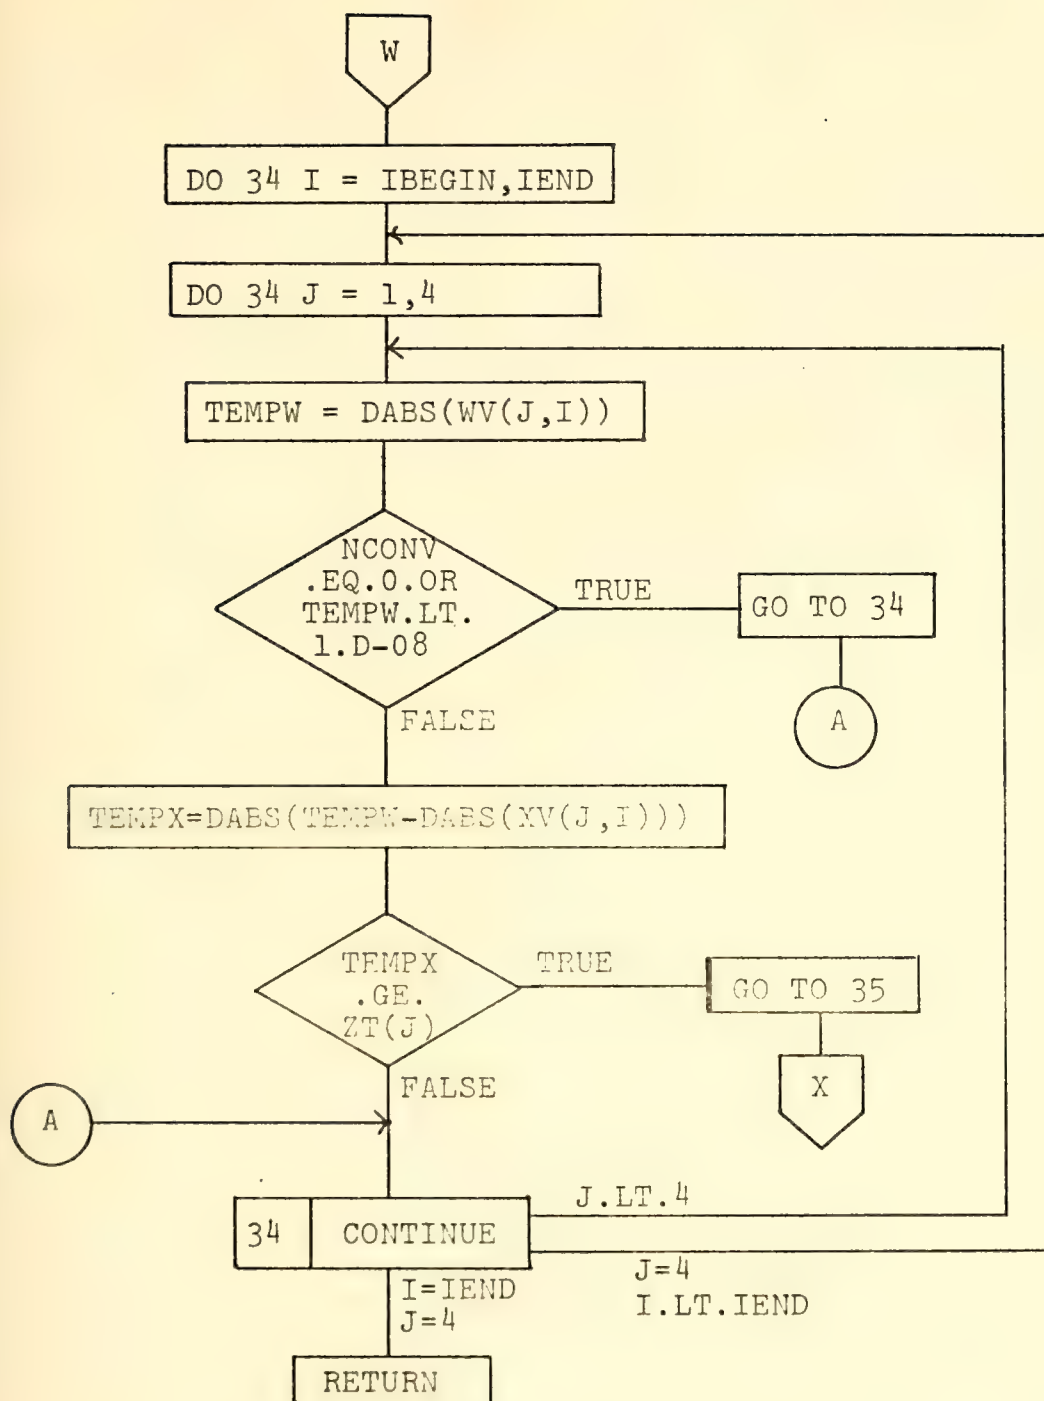 W
DO 34 I = IBEGIN,IEND
DO 34 J = 1,4
TEMPW = DABS(WV(J,I))
NCONV
.EQ.0.OR
TEMPW.LT.
1.D-08
TRUE
GO TO 34
A
FALSE
TEMPX=DABS(TEMPW-DABS(XV(J,I)))
TEMPX
.GE.
ZT(J)
TRUE
GO TO 35
X
FALSE
A
34 CONTINUE
J.LT.4
J=4
I.LT.IEND
I=IEND
J=4
RETURN